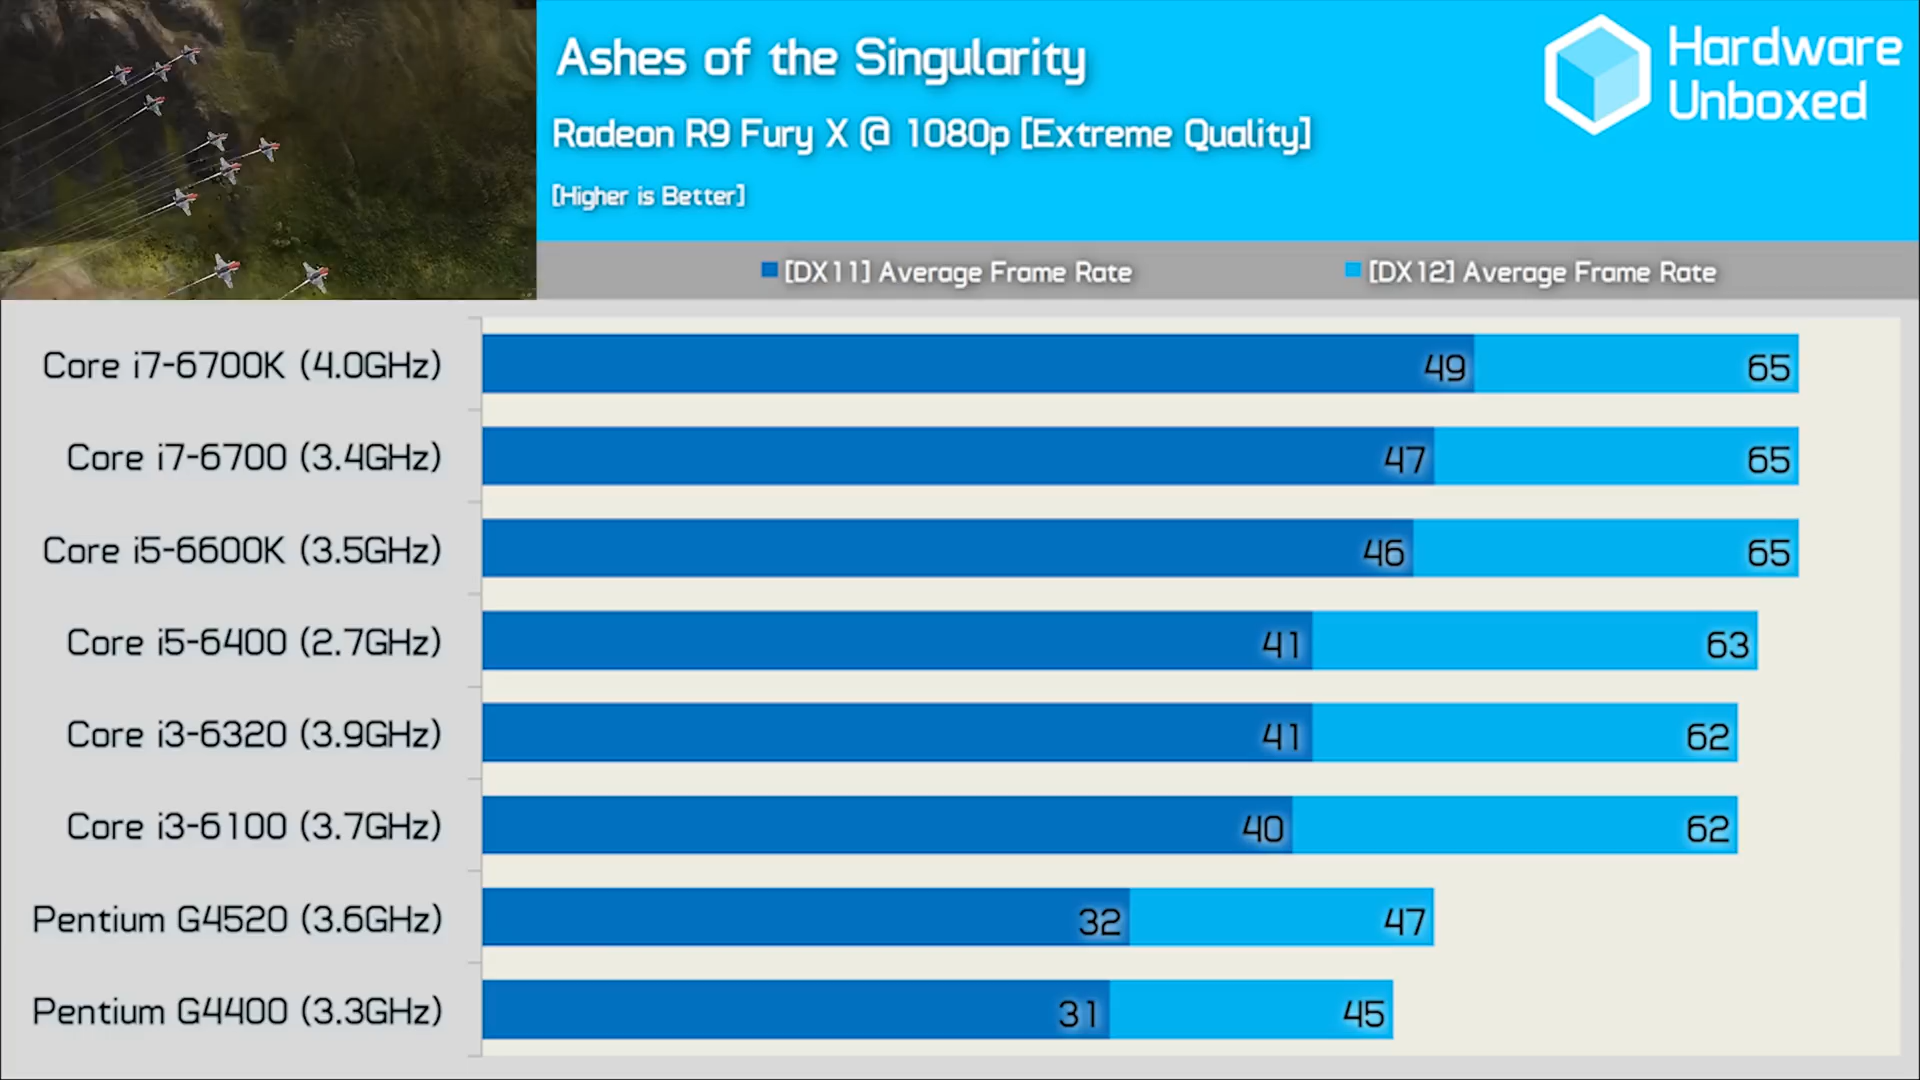 Ashes of the Singularity
Radeon R9 Fury X @ 1080p [Extreme Quality]
[Higher is Better]
Hardware
Unboxed
[DX11] Average Frame Rate [DX12] Average Frame Rate
Core i7-6700K (4.0GHz) 49 65
Core i7-6700 (3.4GHz) 47 65
Core i5-6600K (3.5GHz) 46 65
Core i5-6400 (2.7GHz) 41 63
Core i3-6320 (3.9GHz) 41 62
Core i3-6100 (3.7GHz) 40 62
Pentium G4520 (3.6GHz) 32 47
Pentium G4400 (3.3GHz) 31 45